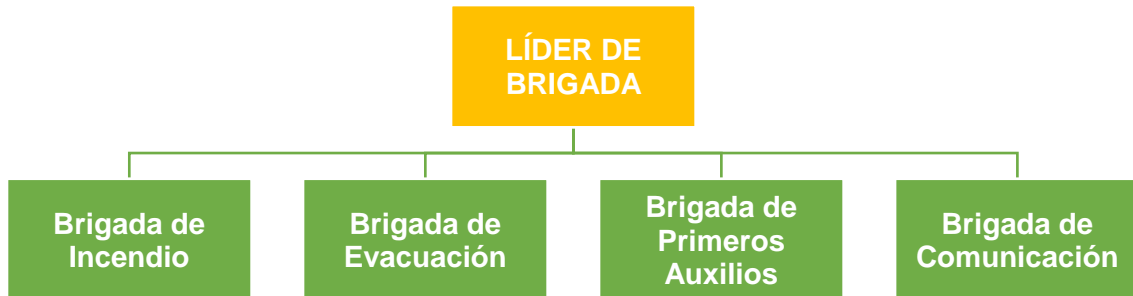 LÍDER DE
BRIGADA
Brigada de
Incendio
Brigada de
Evacuación
Brigada de
Primeros
Auxilios
Brigada de
Comunicación